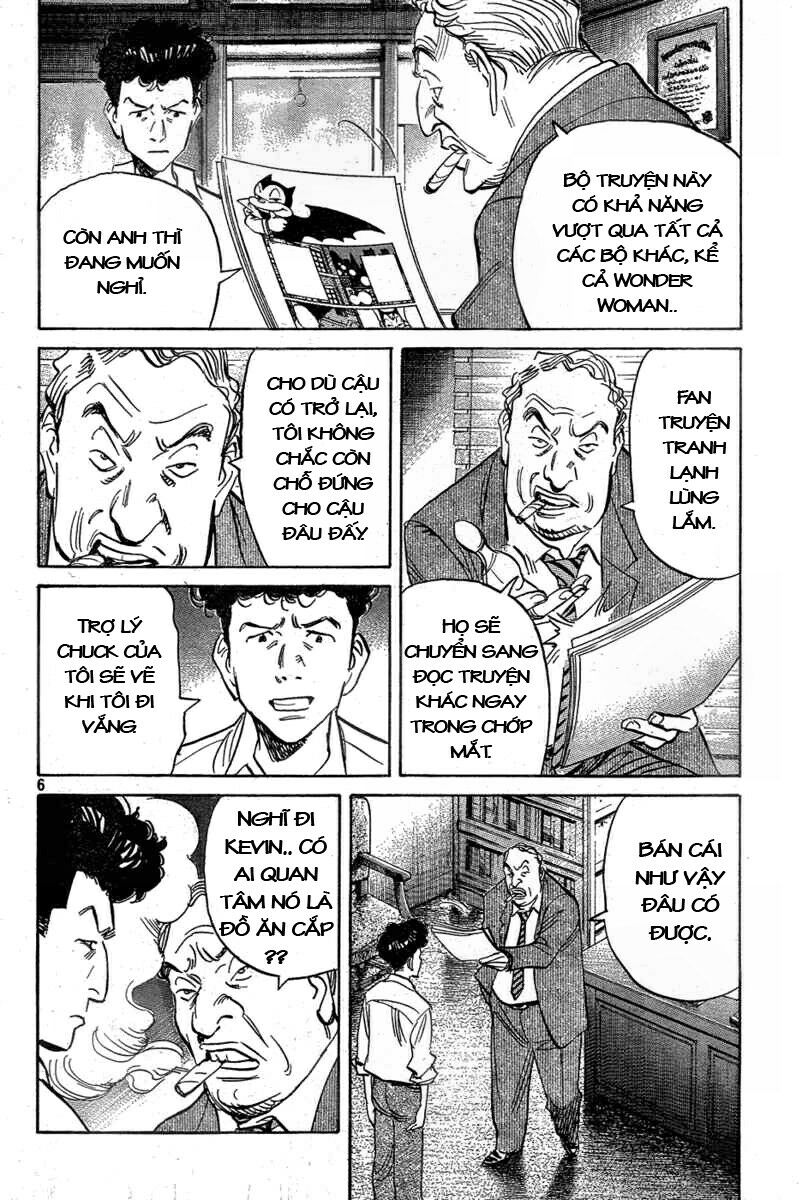 BỘ TRUYỆN NÀY
CÓ KHẢ NĂNG
VƯỢT QUA TẤT CẢ
CÁC BỘ KHÁC, KỂ
CẢ WONDER
WOMAN..
CÒN ANH THÌ
ĐANG MUỐN
NGHỈ.
FAN
TRUYỆN
TRANH
LẠNH
LÙNG
LẮM.
HỌ SẼ
CHUYỂN SANG
ĐỌC TRUYỆN
KHÁC NGAY
TRONG CHỚP
MẮT.
CHO DÙ CẬU
CÓ TRỞ LẠI,
TÔI KHÔNG
CHẮC CÒN
CHỖ ĐỨNG
CHO CẬU
ĐÂU ĐẤY
TRỢ LÝ
CHUCK CỦA
TÔI SẼ VẼ
KHI TÔI ĐI
VẮNG.
6
BÁN CÁI
NHƯ VẬY
ĐÂU CÓ
ĐƯỢC.
NGHĨ ĐI
KEVIN.. CÓ
AI QUAN
TÂM NÓ LÀ
ĐỒ ĂN CẮP
??